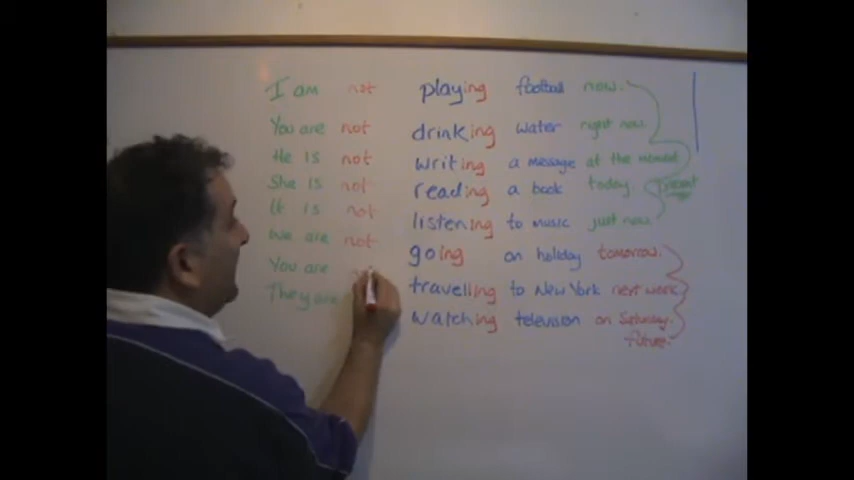 I am not playing football now.
You are not drinking water right now.
He is not writing a message at the moment
She is not reading a book today. Present
It is not listening to music just now.
We are not going on holiday tomorrow.
You are travelling to New York next week.
They are watching television on Saturday.
future.